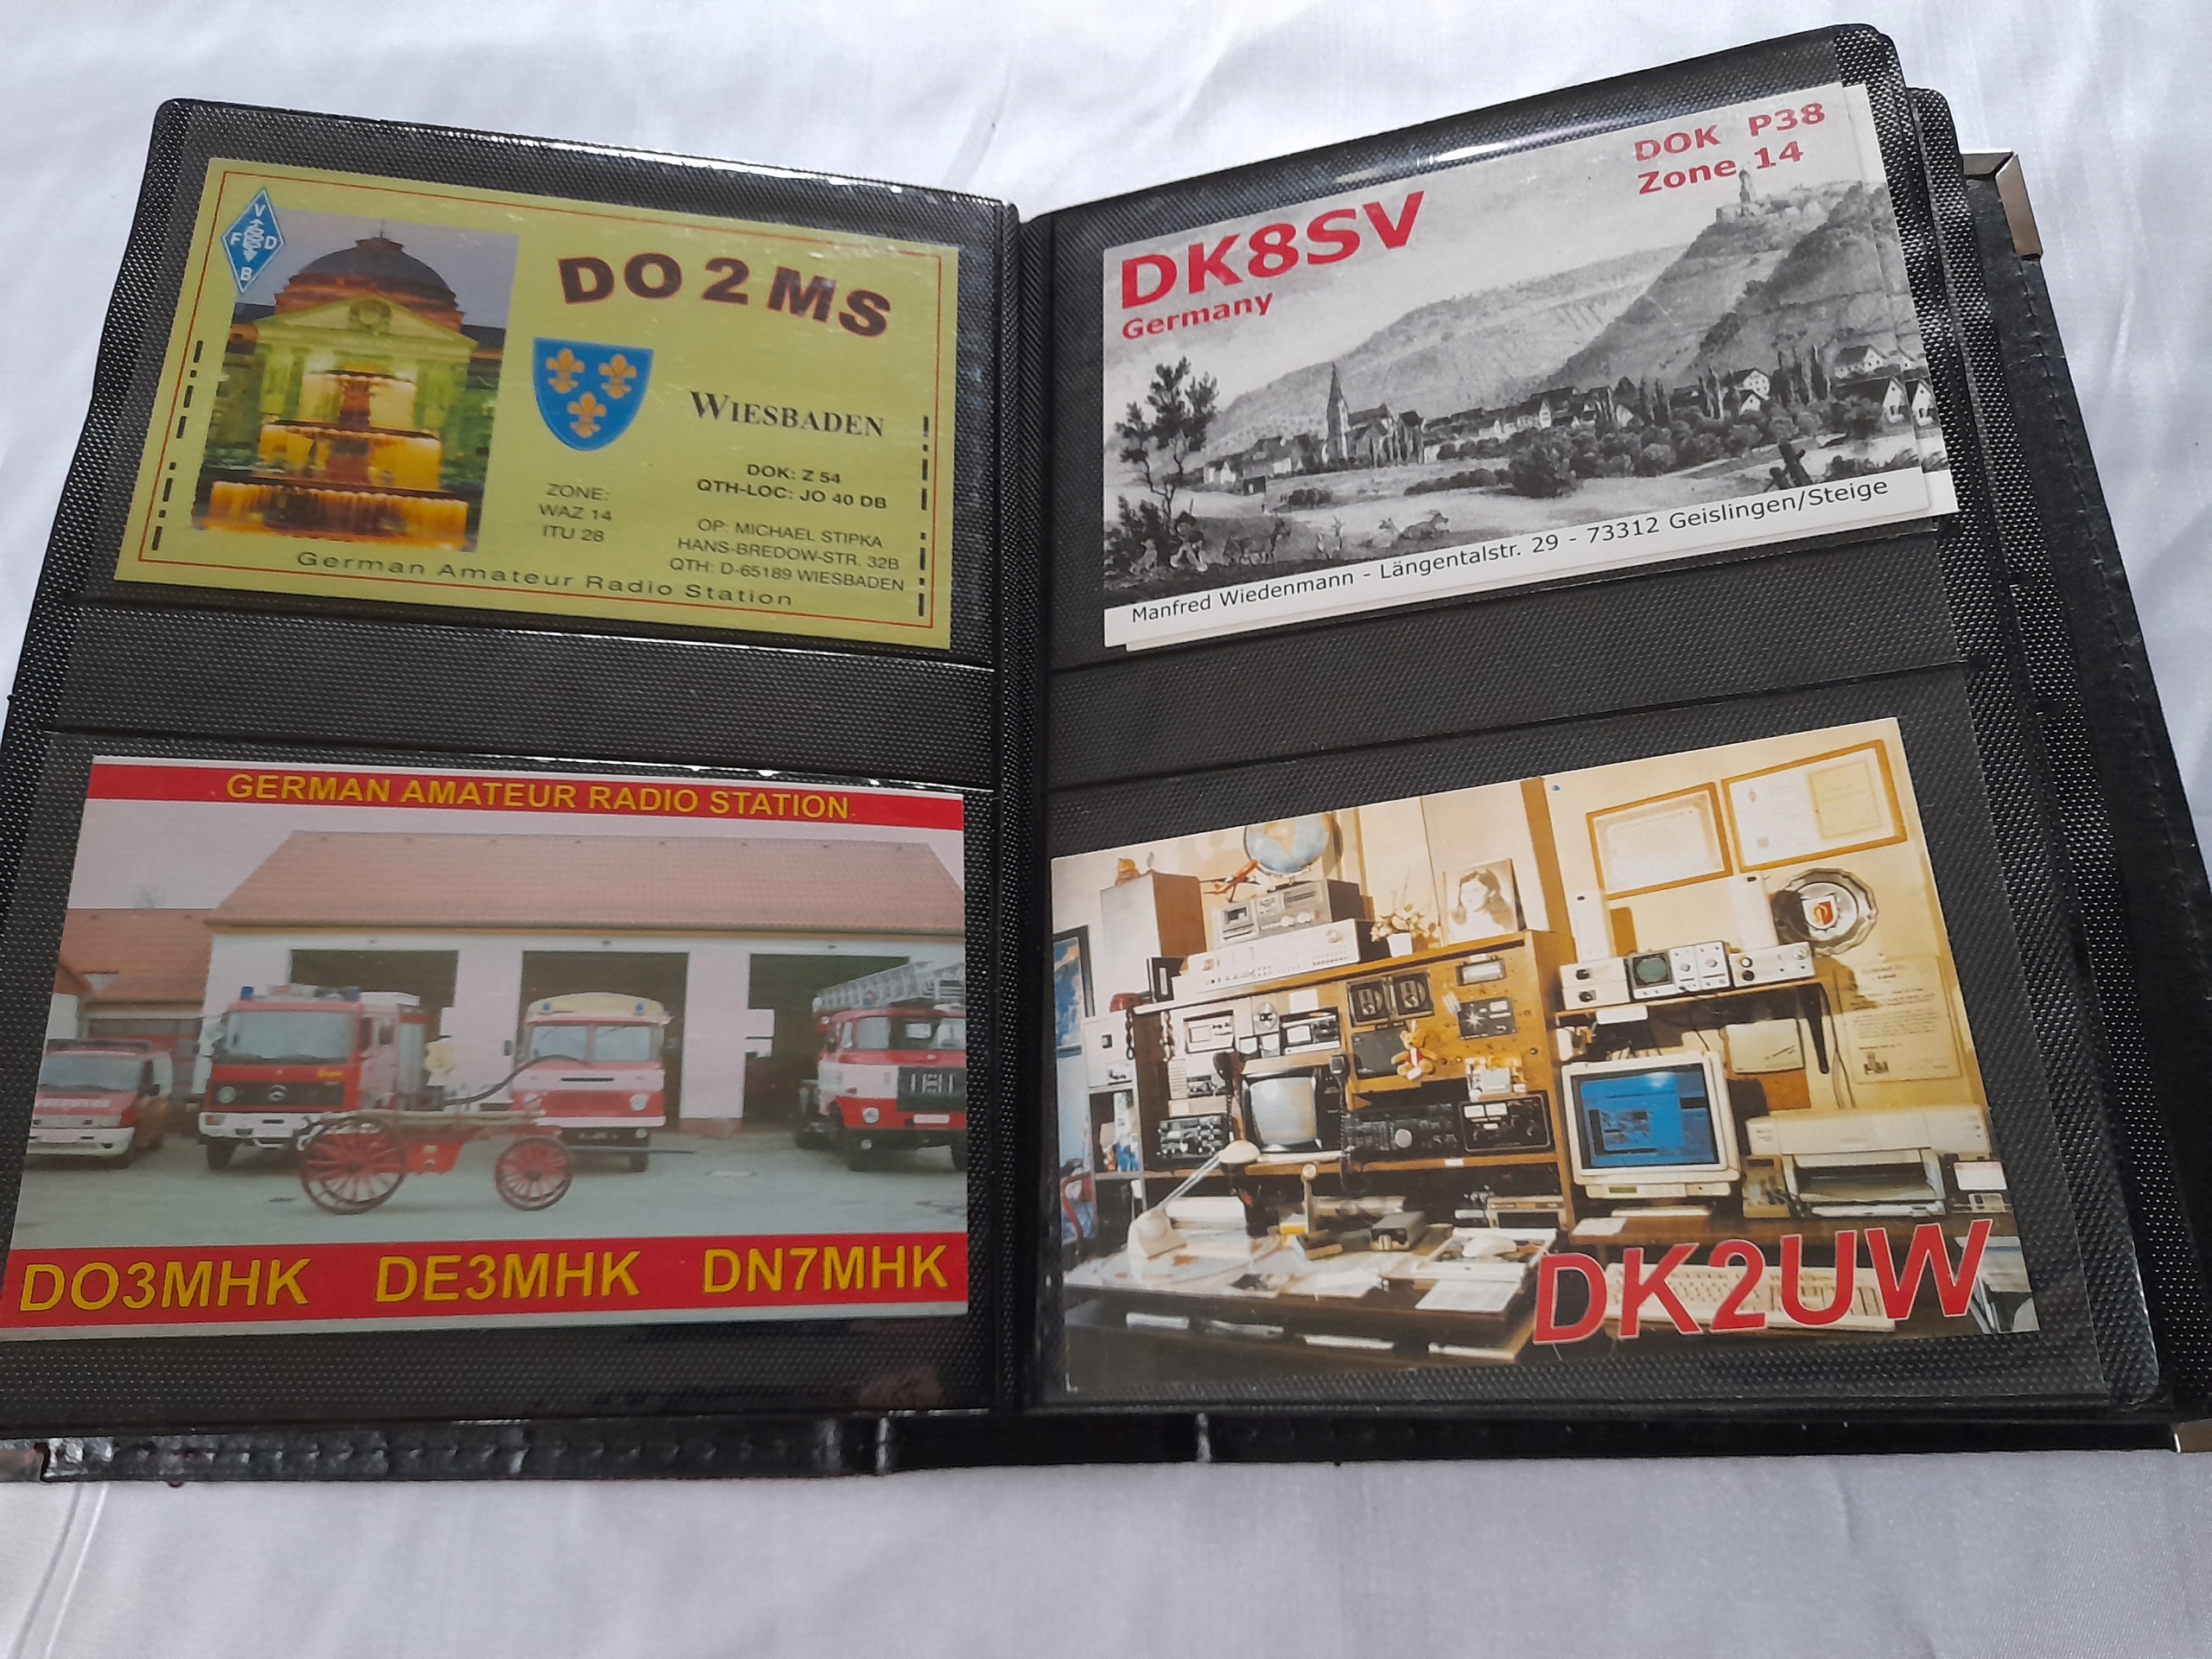 V
F D
B
DO2MS
WIESBADEN
DOK: Z 54
QTH-LOC: JO 40 DB
ZONE:
WAZ 14
ITU 28
OP: MICHAEL STIPKA
HANS-BREDOW-STR. 32B
QTH: D-65189 WIESBADEN
German Amateur Radio Station
GERMAN AMATEUR RADIO STATION
DO3MHK DE3MHK DN7MHK
DOK P38
Zone 14
DK8SV
Germany
Manfred Wiedenmann - Längentalstr. 29 - 73312 Geislingen/Steige
DK2UW